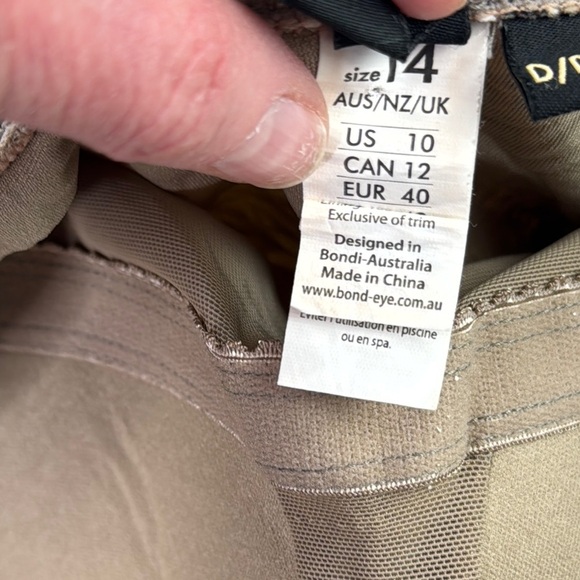 size 14
AUS/NZ/UK
US 10
CAN 12
EUR 40
Exclusive of trim
Designed in
Bondi-Australia
Made in China
www.bond-eye.com.au
Eviter l'utilisation en piscine
ou en spa.
D/